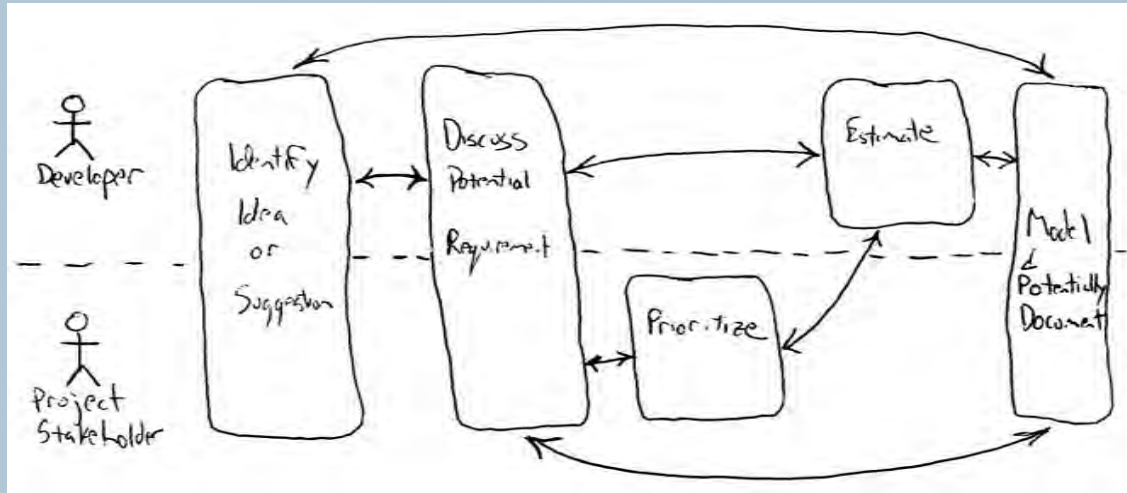 Developer
Project
Stakeholder
Identify
Idea
or
Suggestion
Discuss
Potential
Requirement
Prioritize
Estimate
Model
&
Potentially
Document